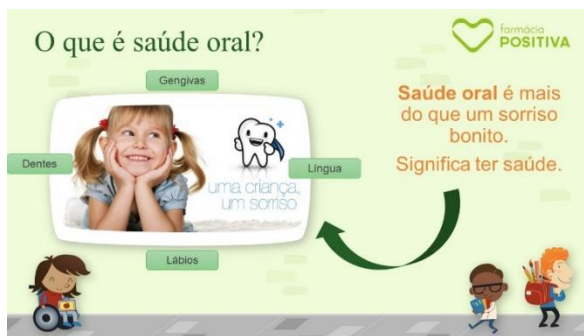 O que é saúde oral?
farmácia
POSITIVA
Gengivas
Dentes
Língua
uma criança,
um sorriso
Lábios
Saúde oral é mais
do que um sorriso
bonito.
Significa ter saúde.